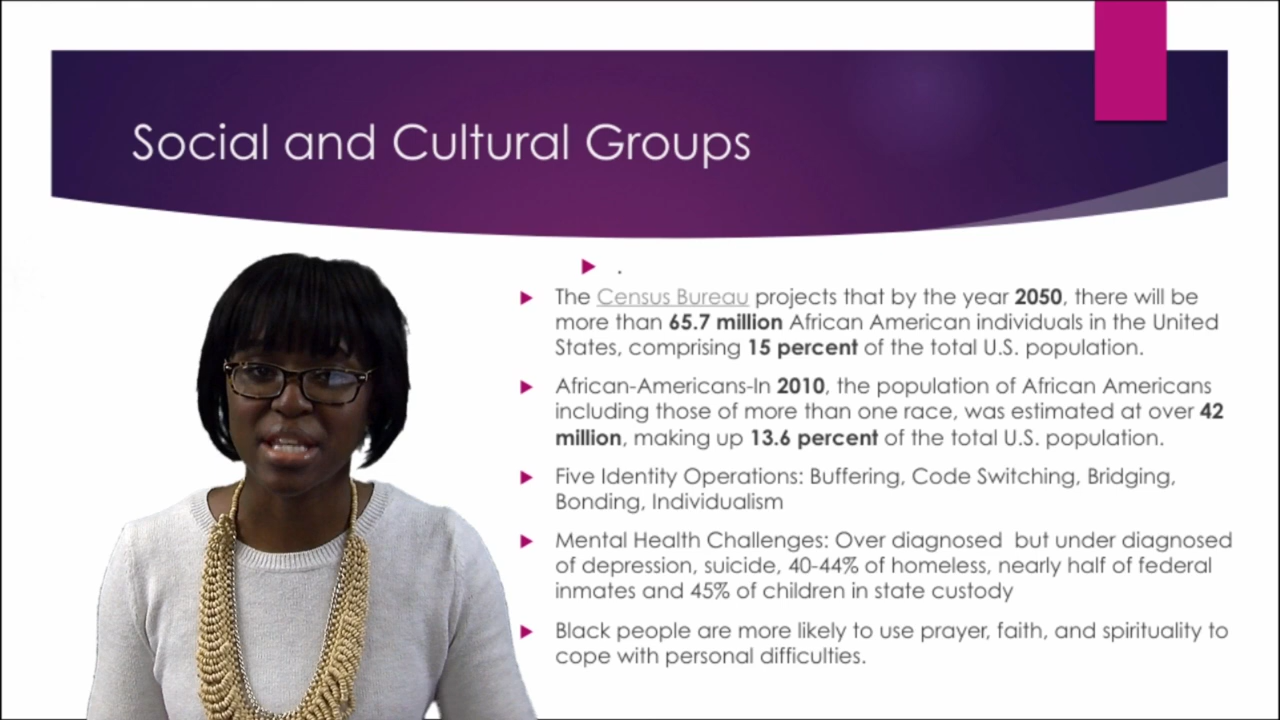 Social and Cultural Groups
.
The Census Bureau projects that by the year 2050, there will be
more than 65.7 million African American individuals in the United
States, comprising 15 percent of the total U.S. population.
African-Americans-In 2010, the population of African Americans
including those of more than one race, was estimated at over 42
million, making up 13.6 percent of the total U.S. population.
Five Identity Operations: Buffering, Code Switching, Bridging,
Bonding, Individualism
Mental Health Challenges: Over diagnosed but under diagnosed
of depression, suicide, 40-44% of homeless, nearly half of federal
inmates and 45% of children in state custody
Black people are more likely to use prayer, faith, and spirituality to
cope with personal difficulties.